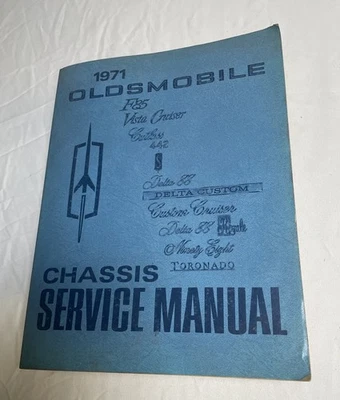 1971
OLDSMOBILE
F85
Vista Cruiser
Cutlass
442
S
Delta 88
DELTA CUSTOM
Custom Cruiser
Delta 88 Royale
Ninety Eight
TORONADO
CHASSIS
SERVICE MANUAL